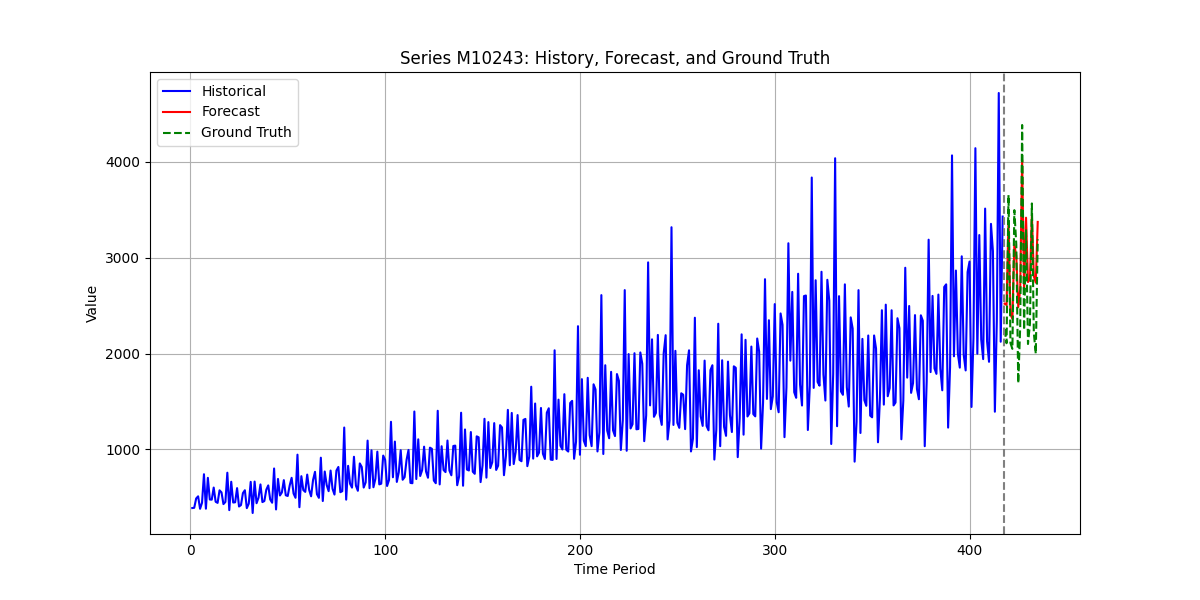 Series M10243: History, Forecast, and Ground Truth
Historical
Forecast
Ground Truth
4000
3000
2000
1000
Value
0
100
200
300
400
Time Period